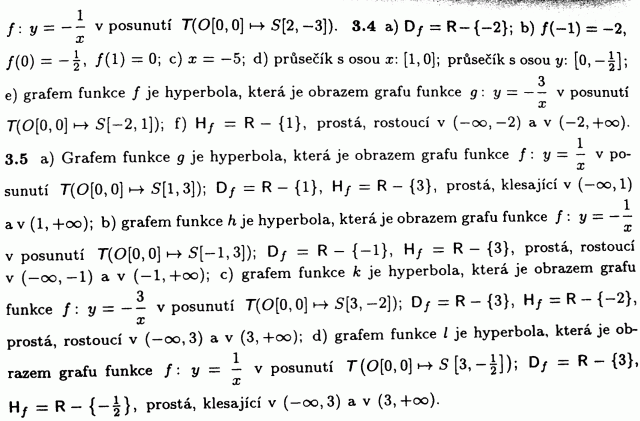 f : y = −1/x v posunutí T(O[0,0] ↦ S[2,−3]). 3.4 a) D_f = R−{−2}; b) f(−1) = −2,
f(0) = −1/2, f(1) = 0; c) x = −5; d) průsečík s osou x: [1,0]; průsečík s osou y: [0,−1/2];
e) grafem funkce f je hyperbola, která je obrazem grafu funkce g : y = −3/x v posunutí
T(O[0,0] ↦ S[−2,1]); f) H_f = R − {1}, prostá, rostoucí v (−∞,−2) a v (−2,+∞).
3.5 a) Grafem funkce g je hyperbola, která je obrazem grafu funkce f : y = 1/x v po-
sunutí T(O[0,0] ↦ S[1,3]); D_f = R − {1}, H_f = R − {3}, prostá, klesající v (−∞,1)
a v (1,+∞); b) grafem funkce h je hyperbola, která je obrazem grafu funkce f : y = −1/x
v posunutí T(O[0,0] ↦ S[−1,3]); D_f = R − {−1}, H_f = R − {3}, prostá, rostoucí
v (−∞,−1) a v (−1,+∞); c) grafem funkce k je hyperbola, která je obrazem grafu
funkce f : y = −3/x v posunutí T(O[0,0] ↦ S[3,−2]); D_f = R − {3}, H_f = R − {−2},
prostá, rostoucí v (−∞,3) a v (3,+∞); d) grafem funkce l je hyperbola, která je ob-
razem grafu funkce f : y = 1/x v posunutí T(O[0,0] ↦ S[3,−1/2]); D_f = R − {3},
H_f = R − {−1/2}, prostá, klesající v (−∞,3) a v (3,+∞).